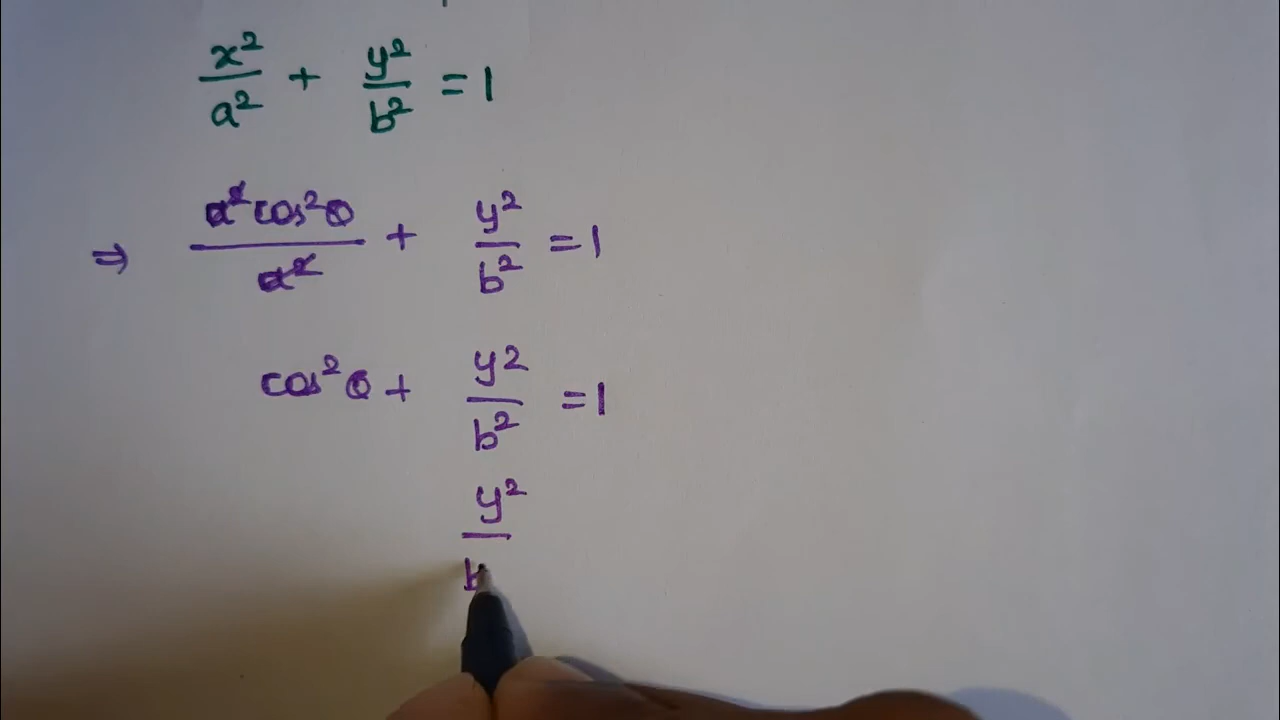 x²/a² + y²/b² = 1
⇒ a²cos²θ/a² + y²/b² = 1
cos²θ + y²/b² = 1
y²/b